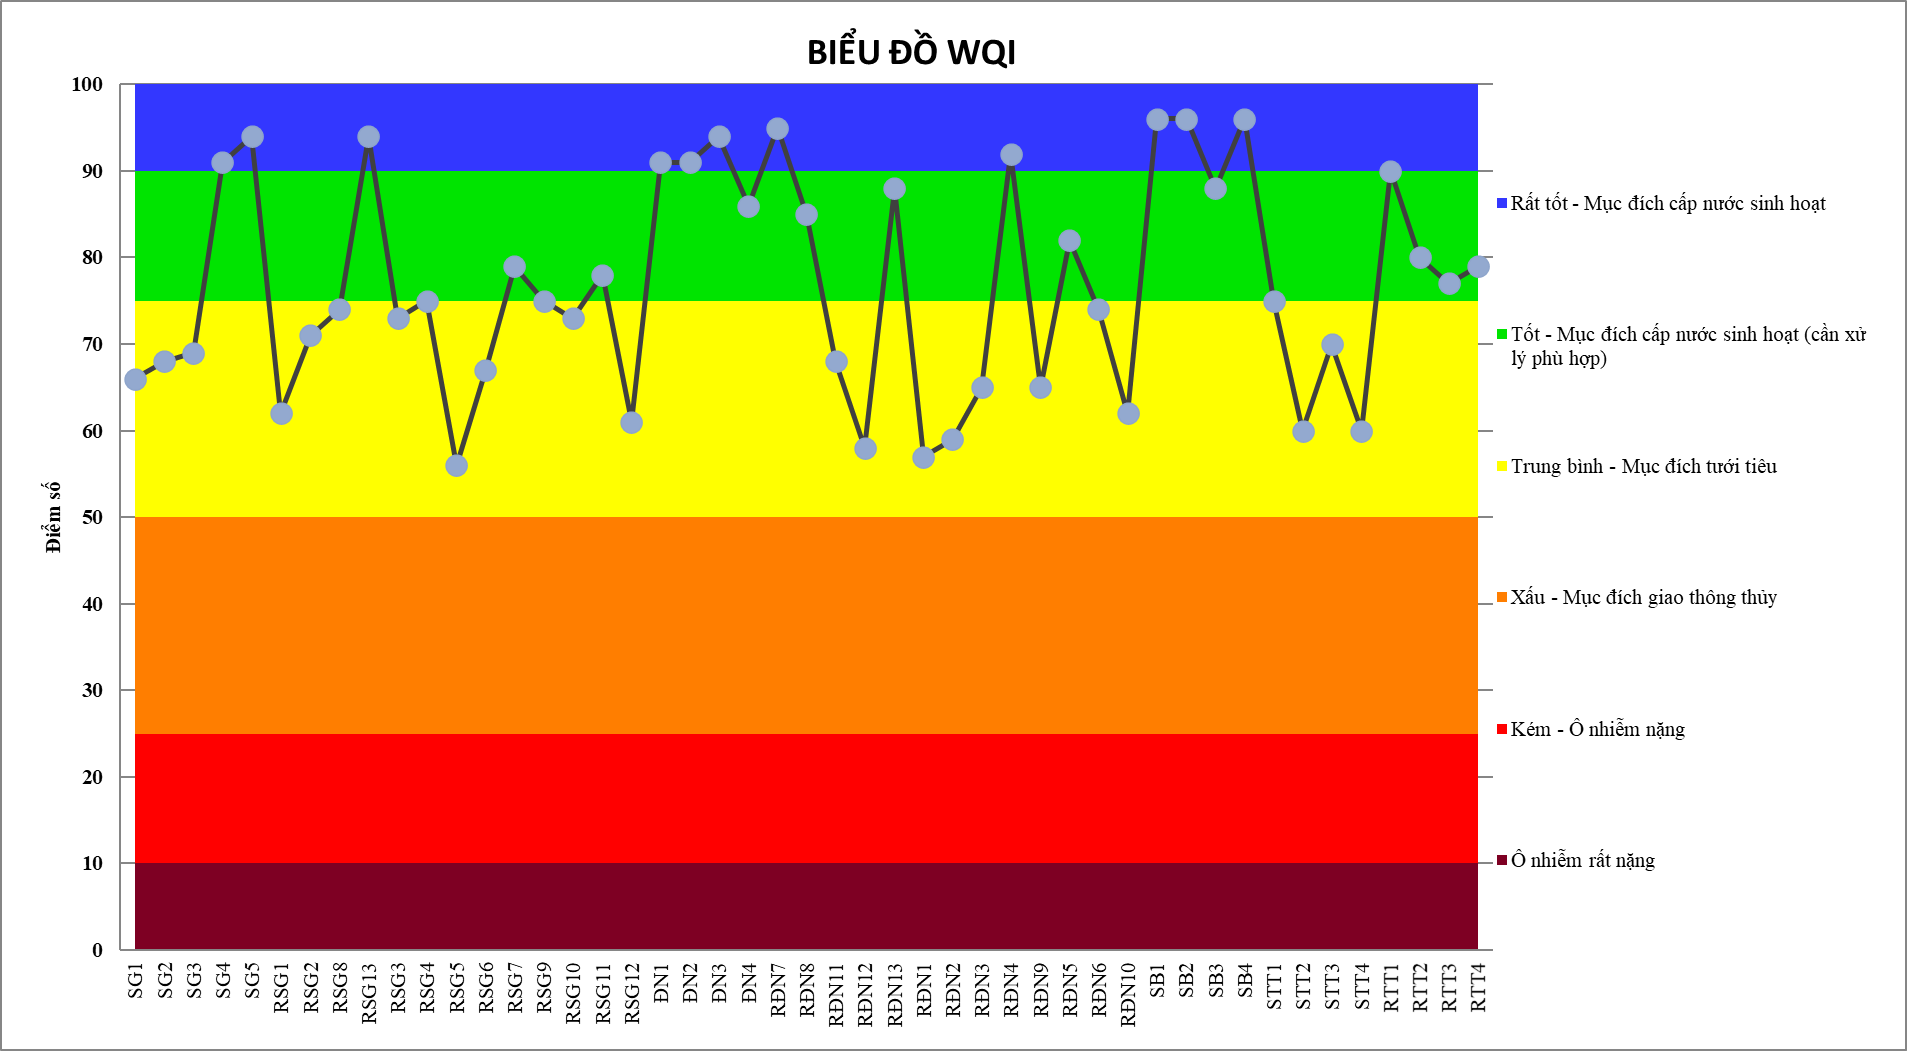 BIỂU ĐỒ WQI
100
90
80
70
60
50
40
30
20
10
0
Điểm số
SG1
SG2
SG3
SG4
SG5
RSG1
RSG2
RSG8
RSG13
RSG3
RSG4
RSG5
RSG6
RSG7
RSG9
RSG10
RSG11
RSG12
ĐN1
ĐN2
ĐN3
ĐN4
RĐN7
RĐN8
RĐN11
RĐN12
RĐN13
RĐN1
RĐN2
RĐN3
RĐN4
RĐN9
RĐN5
RĐN6
RĐN10
SB1
SB2
SB3
SB4
STT1
STT2
STT3
STT4
RTT1
RTT2
RTT3
RTT4
Rất tốt - Mục đích cấp nước sinh hoạt
Tốt - Mục đích cấp nước sinh hoạt (cần xử
lý phù hợp)
Trung bình - Mục đích tưới tiêu
Xấu - Mục đích giao thông thủy
Kém - Ô nhiễm nặng
Ô nhiễm rất nặng